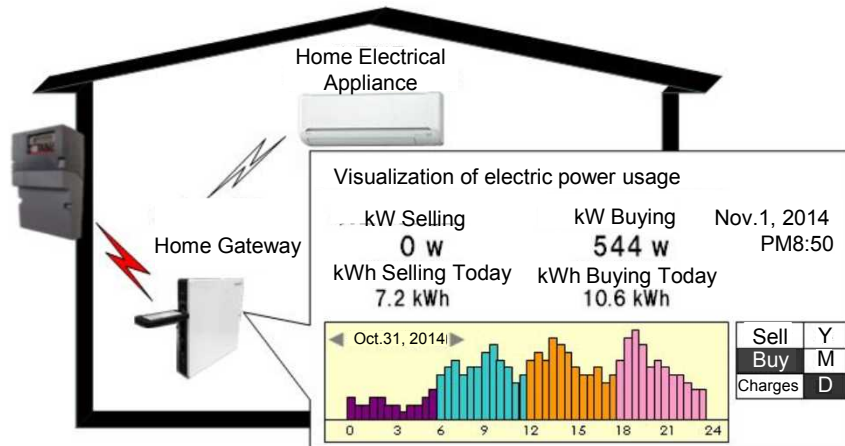 Home Electrical
Appliance
Home Gateway
Visualization of electric power usage
kW Selling
0 w
kW Buying
544 w
Nov.1, 2014
PM8:50
kWh Selling Today
7.2 kWh
kWh Buying Today
10.6 kWh
Oct.31, 2014
0 3 6 9 12 15 18 21 24
Sell Y
Buy M
Charges D